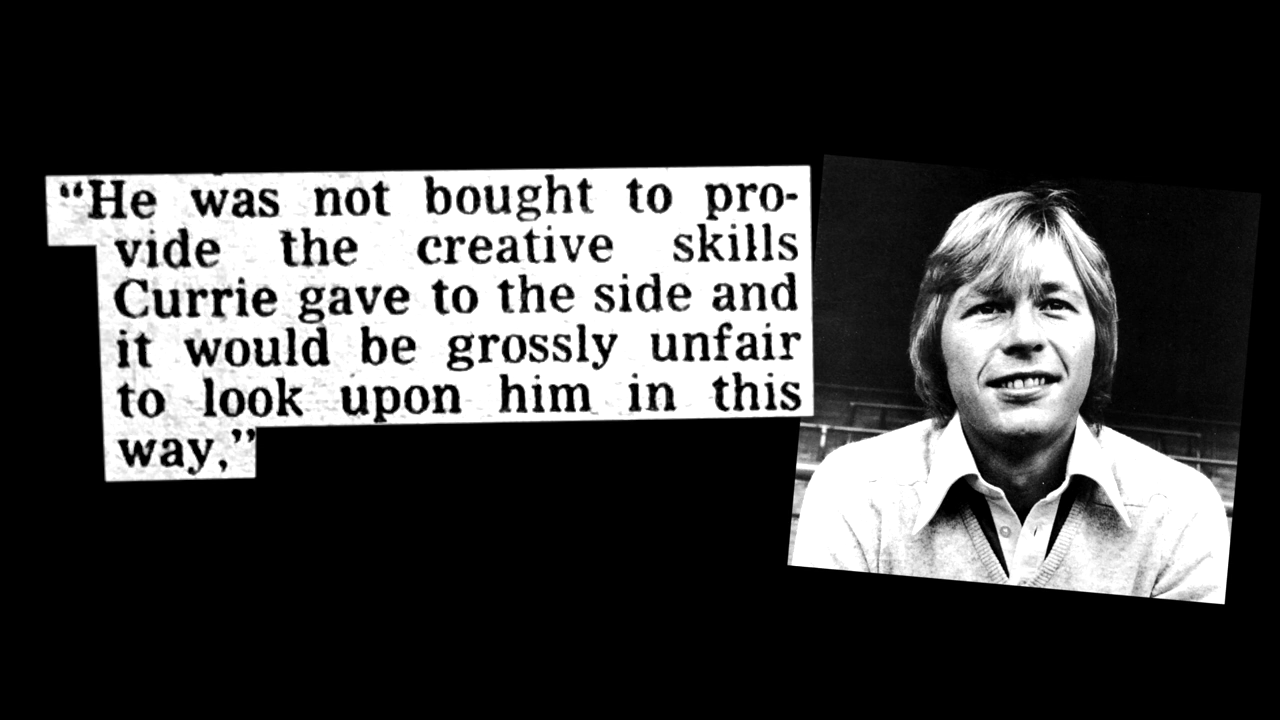 “He was not bought to pro-
vide the creative skills
Currie gave to the side and
it would be grossly unfair
to look upon him in this
way,”